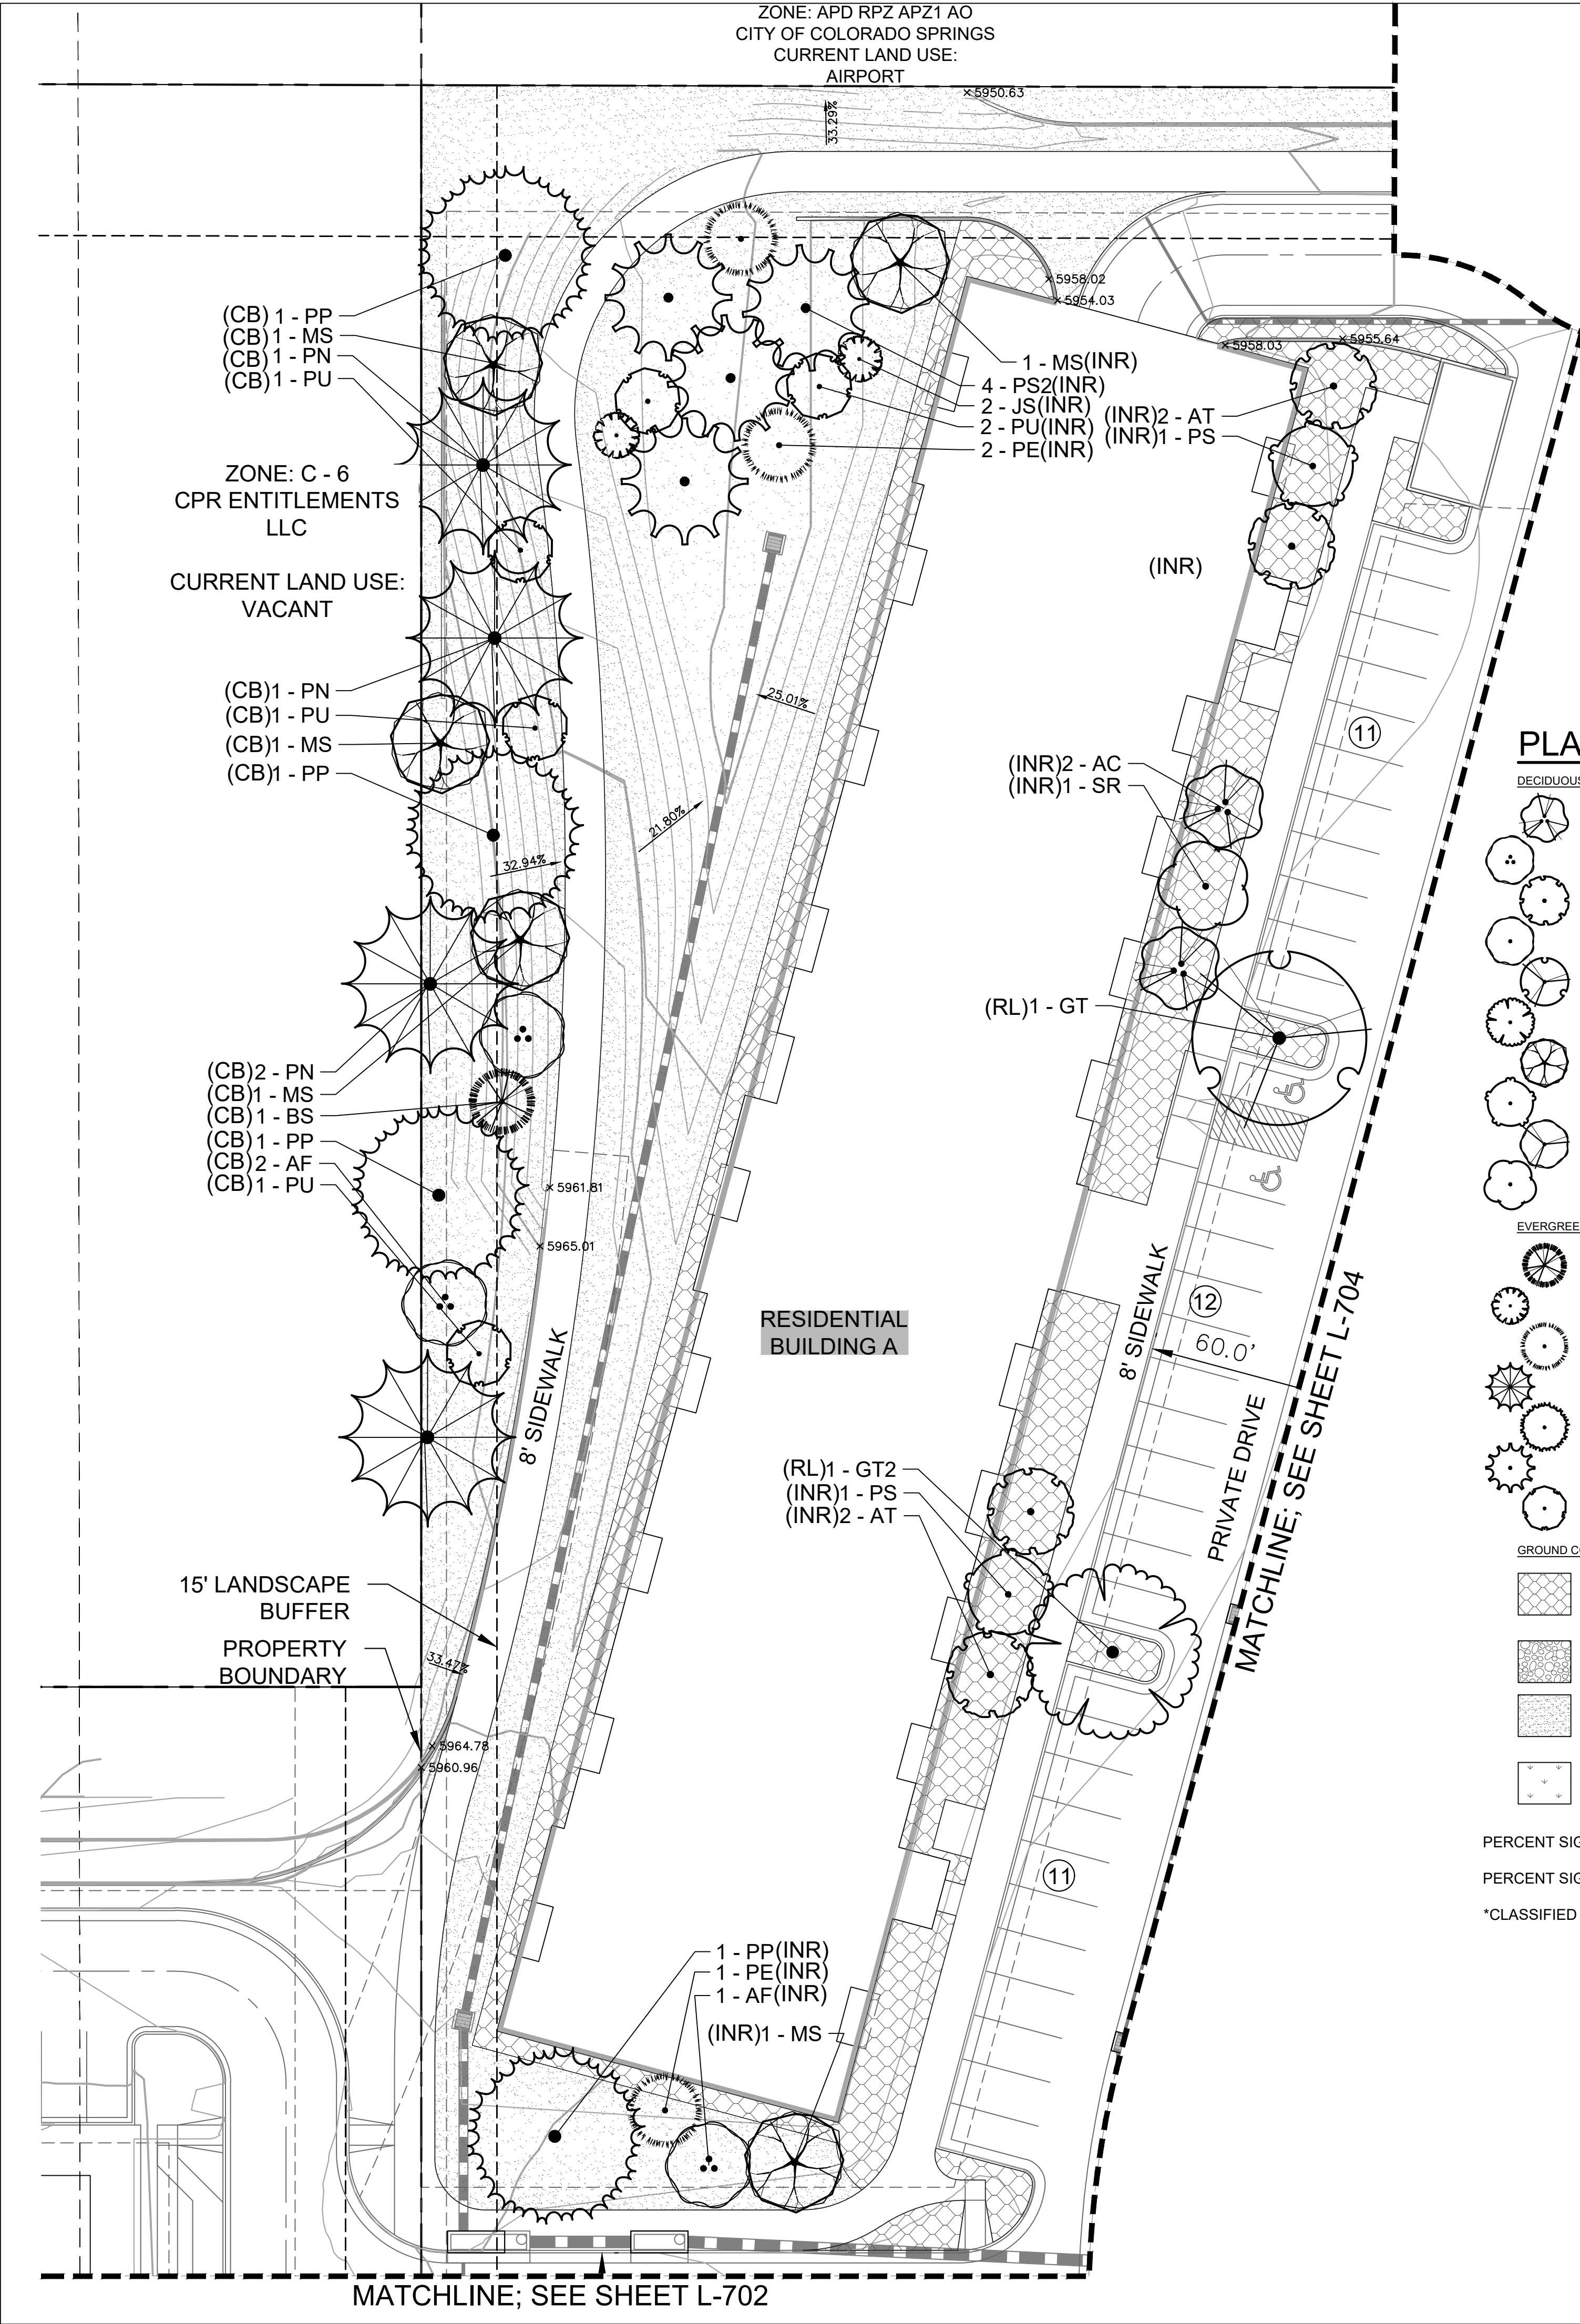 ZONE: APD RPZ APZ1 AO
CITY OF COLORADO SPRINGS
CURRENT LAND USE:
AIRPORT
5950.63
33.29%
5958.02
5954.03
5958.03
5955.64
(CB) 1 - PP
(CB) 1 - MS
(CB) 1 - PN
(CB) 1 - PU
1 - MS(INR)
4 - PS2(INR)
2 - JS(INR)
2 - PU(INR)
2 - PE(INR)
(INR)2 - AT
(INR)1 - PS
ZONE: C - 6
CPR ENTITLEMENTS
LLC
CURRENT LAND USE:
VACANT
(INR)
(CB)1 - PN
(CB)1 - PU
(CB)1 - MS
(CB)1 - PP
25.01%
21.80%
32.94%
11
(INR)2 - AC
(INR)1 - SR
(RL)1 - GT
(CB)2 - PN
(CB)1 - MS
(CB)1 - BS
(CB)1 - PP
(CB)2 - AF
(CB)1 - PU
5961.81
5965.01
8' SIDEWALK
RESIDENTIAL
BUILDING A
8' SIDEWALK
12
60.0'
PRIVATE DRIVE
MATCHLINE; SEE SHEET L-704
(RL)1 - GT2
(INR)1 - PS
(INR)2 - AT
15' LANDSCAPE
BUFFER
PROPERTY
BOUNDARY
33.47%
5964.78
5960.96
11
1 - PP(INR)
1 - PE(INR)
1 - AF(INR)
(INR)1 - MS
MATCHLINE; SEE SHEET L-702
PLA
DECIDUOUS
EVERGREE
GROUND CO
PERCENT SIG
PERCENT SIG
*CLASSIFIED